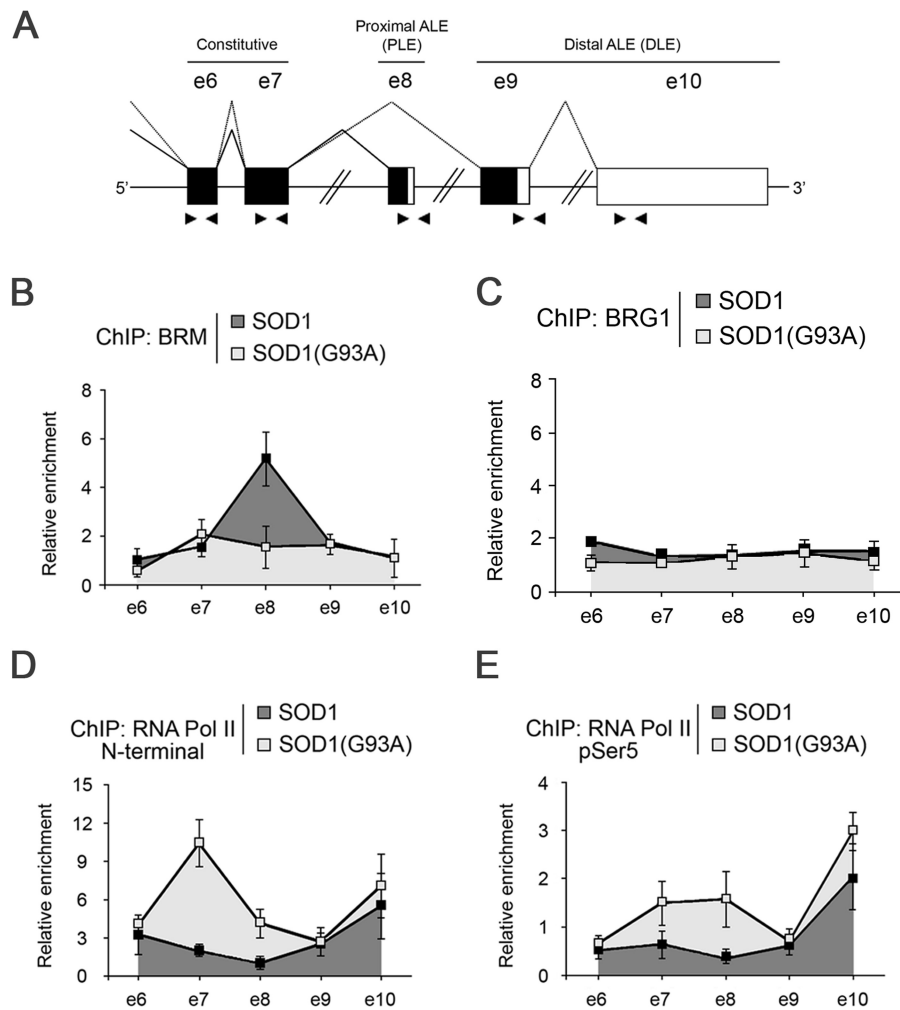 A
Constitutive
Proximal ALE
(PLE)
Distal ALE (DLE)
e6
e7
e8
e9
e10
5'
3'
B
ChIP: BRM
SOD1
SOD1(G93A)
Relative enrichment
8
6
4
2
0
e6
e7
e8
e9
e10
C
ChIP: BRG1
SOD1
SOD1(G93A)
Relative enrichment
8
6
4
2
0
e6
e7
e8
e9
e10
D
ChIP: RNA Pol II
N-terminal
SOD1
SOD1(G93A)
Relative enrichment
15
12
9
6
3
0
e6
e7
e8
e9
e10
E
ChIP: RNA Pol II
pSer5
SOD1
SOD1(G93A)
Relative enrichment
4
3
2
1
0
e6
e7
e8
e9
e10